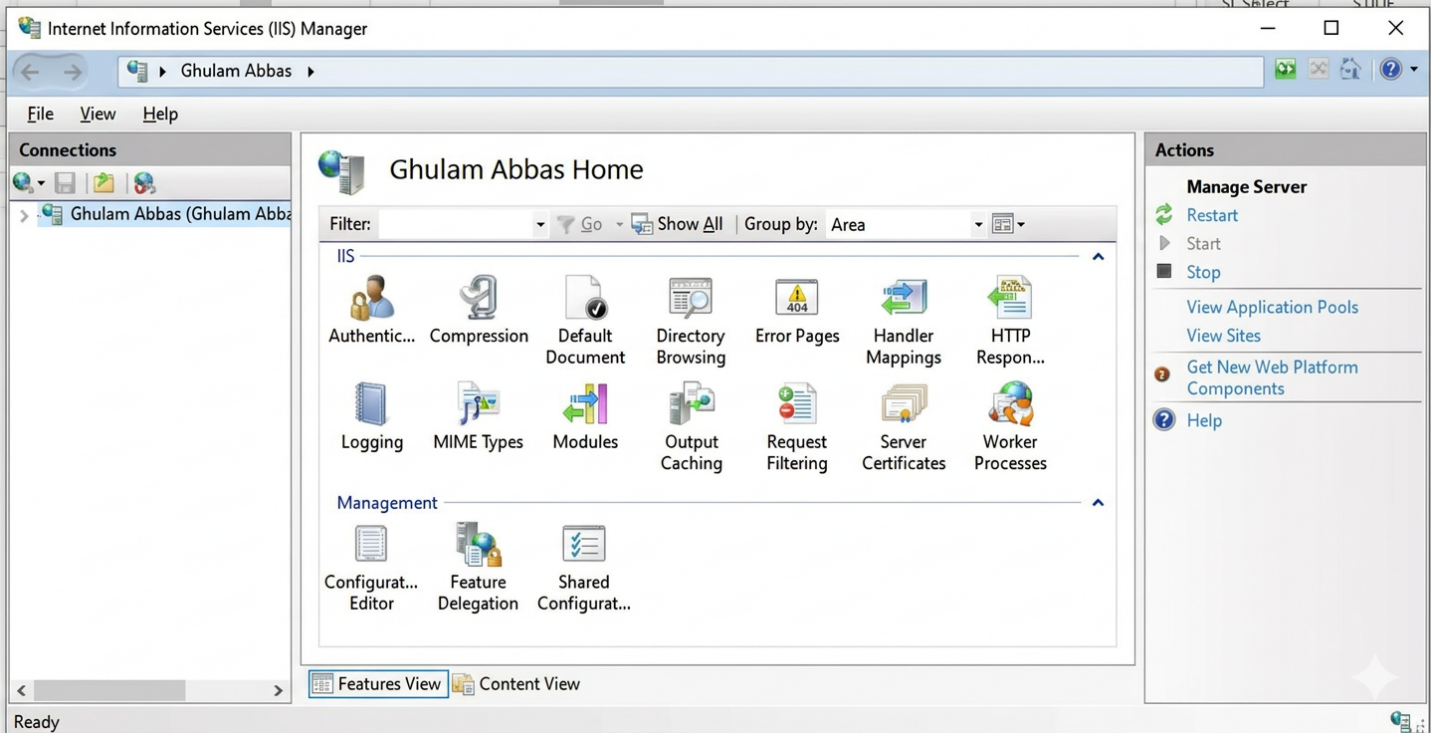 Internet Information Services (IIS) Manager
Ghulam Abbas
File View Help
Connections
Ghulam Abbas (Ghulam Abba
Ghulam Abbas Home
Filter: Go Show All Group by: Area
IIS
Authentic... Compression Default Document Directory Browsing Error Pages Handler Mappings HTTP Respon...
404
Logging MIME Types Modules Output Caching Request Filtering Server Certificates Worker Processes
Management
Configurat... Editor Feature Delegation Shared Configurat...
Features View Content View
Actions
Manage Server
Restart
Start
Stop
View Application Pools
View Sites
Get New Web Platform
Components
Help
Ready